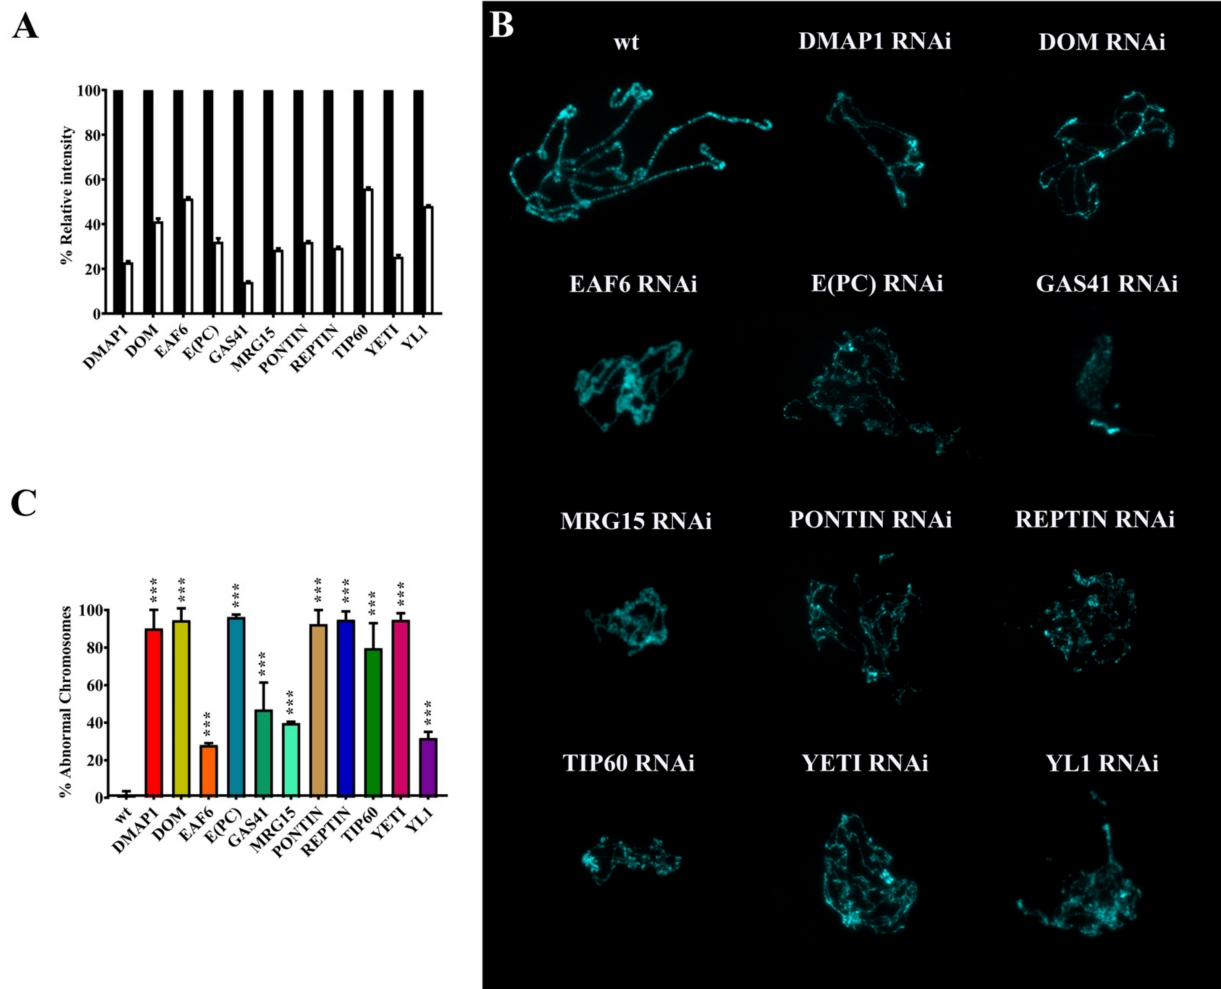 A
% Relative intensity
100
80
60
40
20
0
DMAP1
DOM
EAF6
E(PC)
GAS41
MRG15
PONTIN
REPTIN
TIP60
YETI
YL1
B
wt
DMAP1 RNAi
DOM RNAi
EAF6 RNAi
E(PC) RNAi
GAS41 RNAi
MRG15 RNAi
PONTIN RNAi
REPTIN RNAi
TIP60 RNAi
YETI RNAi
YL1 RNAi
C
% Abnormal Chromosomes
100
80
60
40
20
0
***
***
***
***
***
***
***
***
***
***
***
wt
DMAP1
DOM
EAF6
E(PC)
GAS41
MRG15
PONTIN
REPTIN
TIP60
YETI
YL1